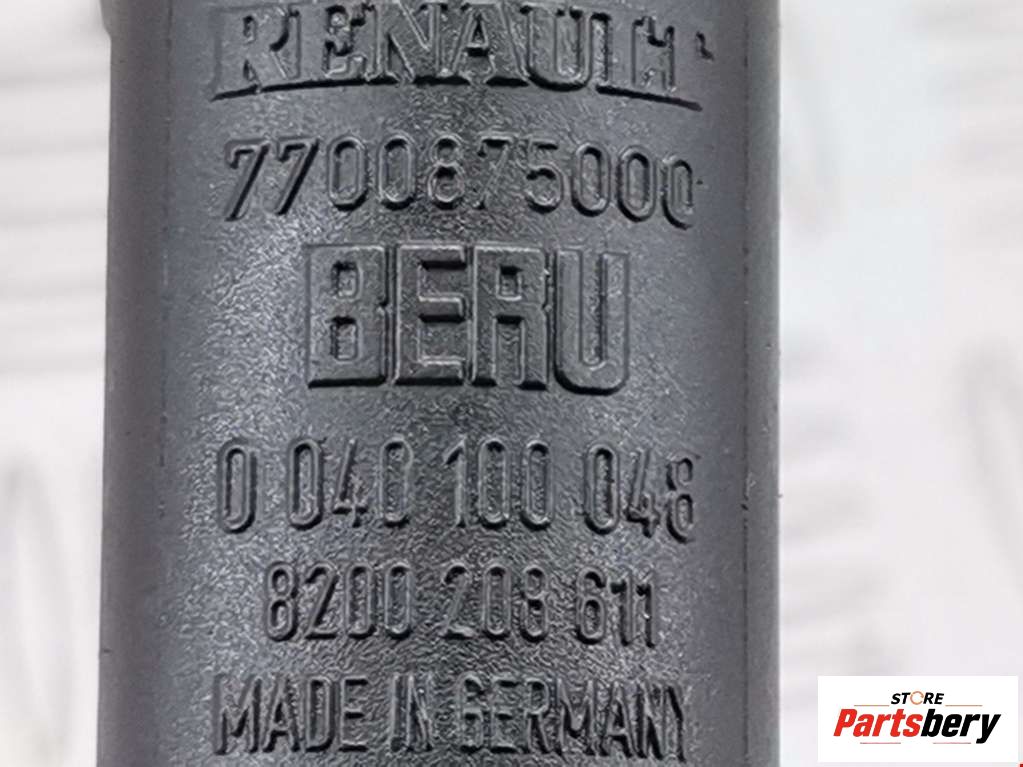 RENAULT
7700875000
BERU
0 040 100 048
8200 208 611
MADE IN GERMANY
STORE
Partsbery